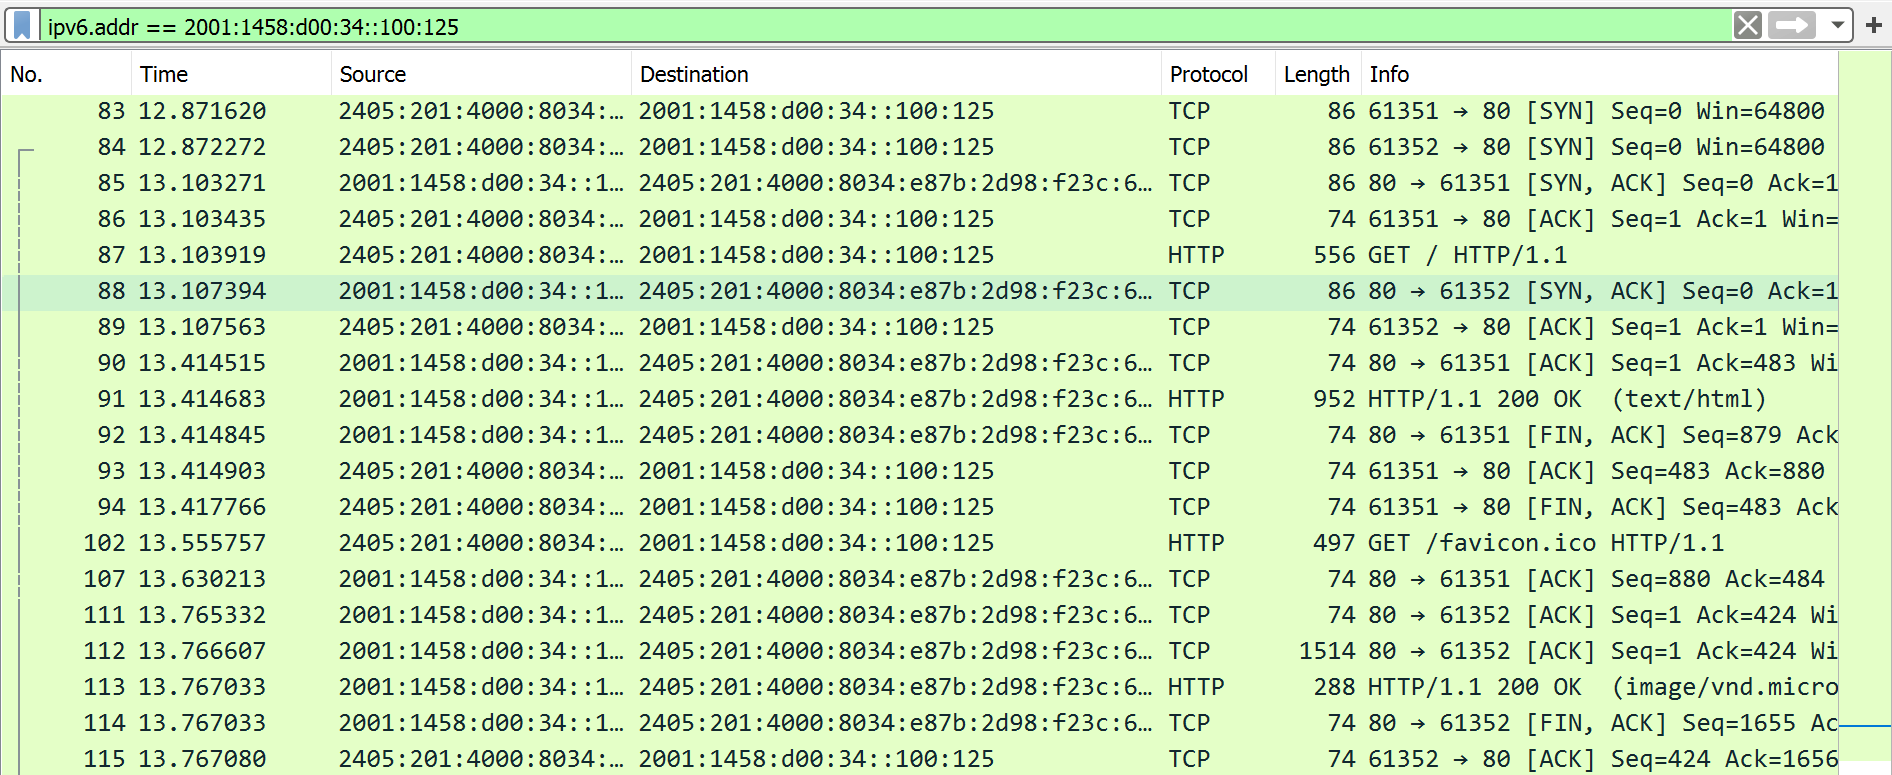 ipv6.addr == 2001:1458:d00:34::100:125
No. Time Source Destination Protocol Length Info
83 12.871620 2405:201:4000:8034:… 2001:1458:d00:34::100:125 TCP 86 61351 → 80 [SYN] Seq=0 Win=64800
84 12.872272 2405:201:4000:8034:… 2001:1458:d00:34::100:125 TCP 86 61352 → 80 [SYN] Seq=0 Win=64800
85 13.103271 2001:1458:d00:34::1… 2405:201:4000:8034:e87b:2d98:f23c:6… TCP 86 80 → 61351 [SYN, ACK] Seq=0 Ack=1
86 13.103435 2405:201:4000:8034:… 2001:1458:d00:34::100:125 TCP 74 61351 → 80 [ACK] Seq=1 Ack=1 Win=
87 13.103919 2405:201:4000:8034:… 2001:1458:d00:34::100:125 HTTP 556 GET / HTTP/1.1
88 13.107394 2001:1458:d00:34::1… 2405:201:4000:8034:e87b:2d98:f23c:6… TCP 86 80 → 61352 [SYN, ACK] Seq=0 Ack=1
89 13.107563 2405:201:4000:8034:… 2001:1458:d00:34::100:125 TCP 74 61352 → 80 [ACK] Seq=1 Ack=1 Win=
90 13.414515 2001:1458:d00:34::1… 2405:201:4000:8034:e87b:2d98:f23c:6… TCP 74 80 → 61351 [ACK] Seq=1 Ack=483 Wi
91 13.414683 2001:1458:d00:34::1… 2405:201:4000:8034:e87b:2d98:f23c:6… HTTP 952 HTTP/1.1 200 OK (text/html)
92 13.414845 2001:1458:d00:34::1… 2405:201:4000:8034:e87b:2d98:f23c:6… TCP 74 80 → 61351 [FIN, ACK] Seq=879 Ack
93 13.414903 2405:201:4000:8034:… 2001:1458:d00:34::100:125 TCP 74 61351 → 80 [ACK] Seq=483 Ack=880
94 13.417766 2405:201:4000:8034:… 2001:1458:d00:34::100:125 TCP 74 61351 → 80 [FIN, ACK] Seq=483 Ack
102 13.555757 2405:201:4000:8034:… 2001:1458:d00:34::100:125 HTTP 497 GET /favicon.ico HTTP/1.1
107 13.630213 2001:1458:d00:34::1… 2405:201:4000:8034:e87b:2d98:f23c:6… TCP 74 80 → 61351 [ACK] Seq=880 Ack=484
111 13.765332 2001:1458:d00:34::1… 2405:201:4000:8034:e87b:2d98:f23c:6… TCP 74 80 → 61352 [ACK] Seq=1 Ack=424 Wi
112 13.766607 2001:1458:d00:34::1… 2405:201:4000:8034:e87b:2d98:f23c:6… TCP 1514 80 → 61352 [ACK] Seq=1 Ack=424 Wi
113 13.767033 2001:1458:d00:34::1… 2405:201:4000:8034:e87b:2d98:f23c:6… HTTP 288 HTTP/1.1 200 OK (image/vnd.micro
114 13.767033 2001:1458:d00:34::1… 2405:201:4000:8034:e87b:2d98:f23c:6… TCP 74 80 → 61352 [FIN, ACK] Seq=1655 Ac
115 13.767080 2405:201:4000:8034:… 2001:1458:d00:34::100:125 TCP 74 61352 → 80 [ACK] Seq=424 Ack=1656